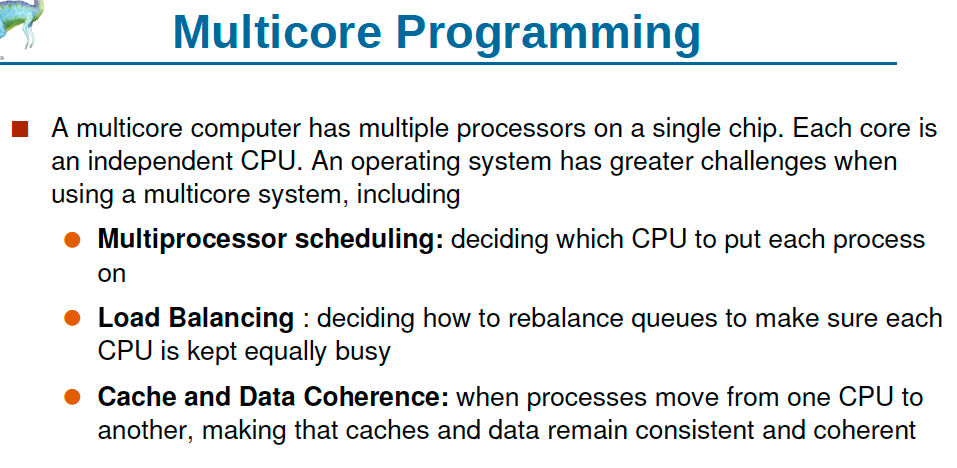 Multicore Programming
A multicore computer has multiple processors on a single chip. Each core is
an independent CPU. An operating system has greater challenges when
using a multicore system, including
Multiprocessor scheduling: deciding which CPU to put each process
on
Load Balancing : deciding how to rebalance queues to make sure each
CPU is kept equally busy
Cache and Data Coherence: when processes move from one CPU to
another, making that caches and data remain consistent and coherent